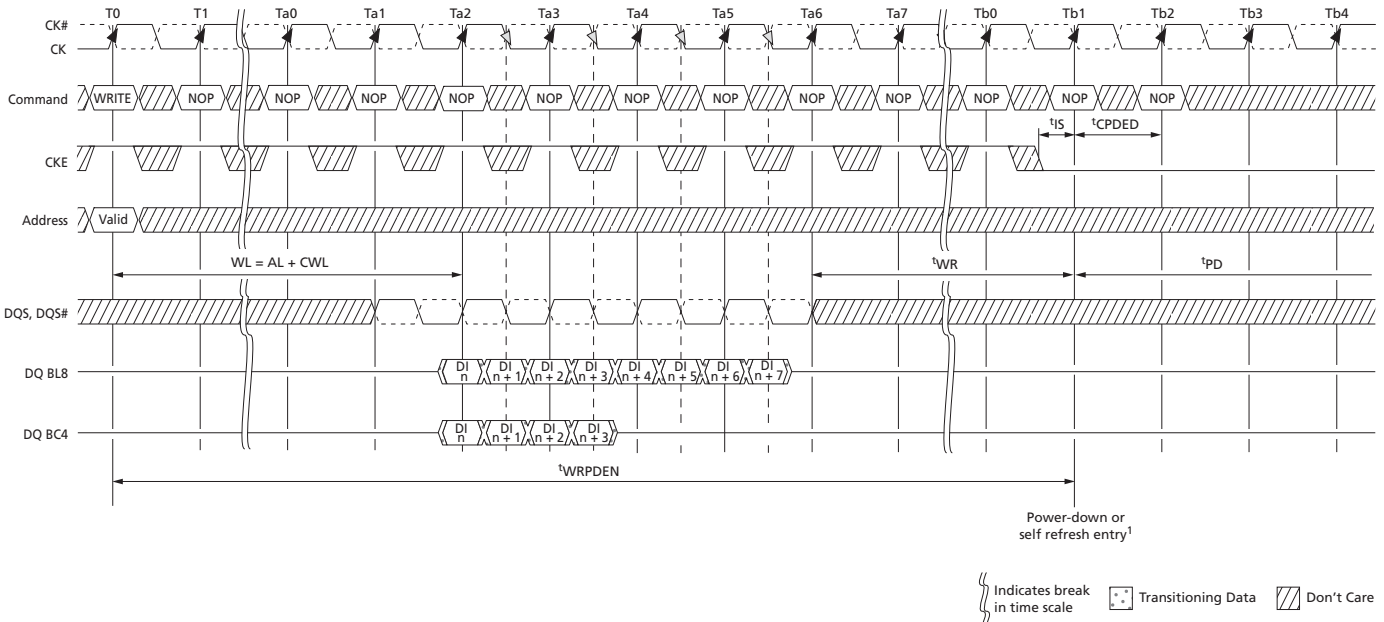 T0 T1 Ta0 Ta1 Ta2 Ta3 Ta4 Ta5 Ta6 Ta7 Tb0 Tb1 Tb2 Tb3 Tb4
CK#
CK
Command WRITE NOP NOP NOP NOP NOP NOP NOP NOP NOP NOP NOP NOP
tIS tCPDED
CKE
Address Valid
WL = AL + CWL tWR tPD
DQS, DQS#
DQ BL8 DI n DI n + 1 DI n + 2 DI n + 3 DI n + 4 DI n + 5 DI n + 6 DI n + 7
DQ BC4 DI n DI n + 1 DI n + 2 DI n + 3
tWRPDEN
Power-down or
self refresh entry1
Indicates break
in time scale
Transitioning Data
Don't Care